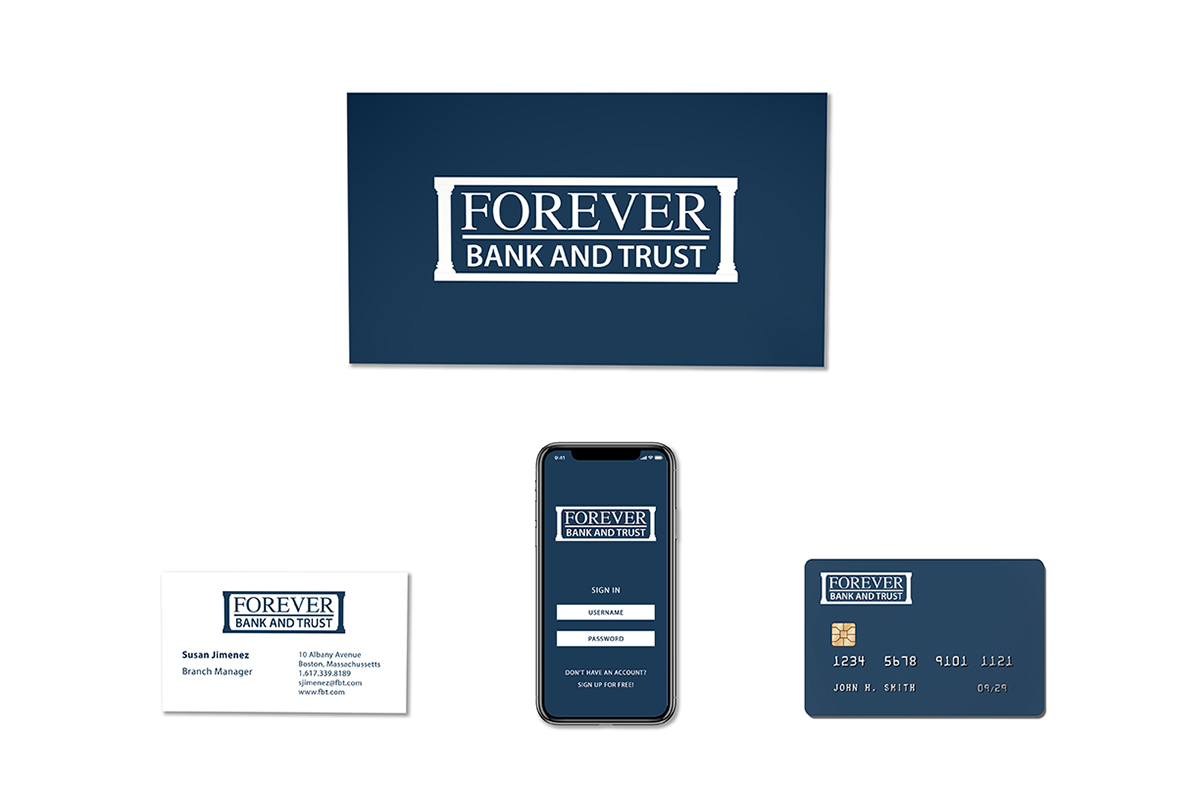 FOREVER
BANK AND TRUST
FOREVER
BANK AND TRUST
Susan Jimenez
Branch Manager
10 Albany Avenue
Boston, Massachusetts
1.617.339.8189
sjimenez@fbt.com
www.fbt.com
9:41
FOREVER
BANK AND TRUST
SIGN IN
USERNAME
PASSWORD
DON'T HAVE AN ACCOUNT?
SIGN UP FOR FREE!
FOREVER
BANK AND TRUST
1234 5678 9101 1121
JOHN H. SMITH 09/29